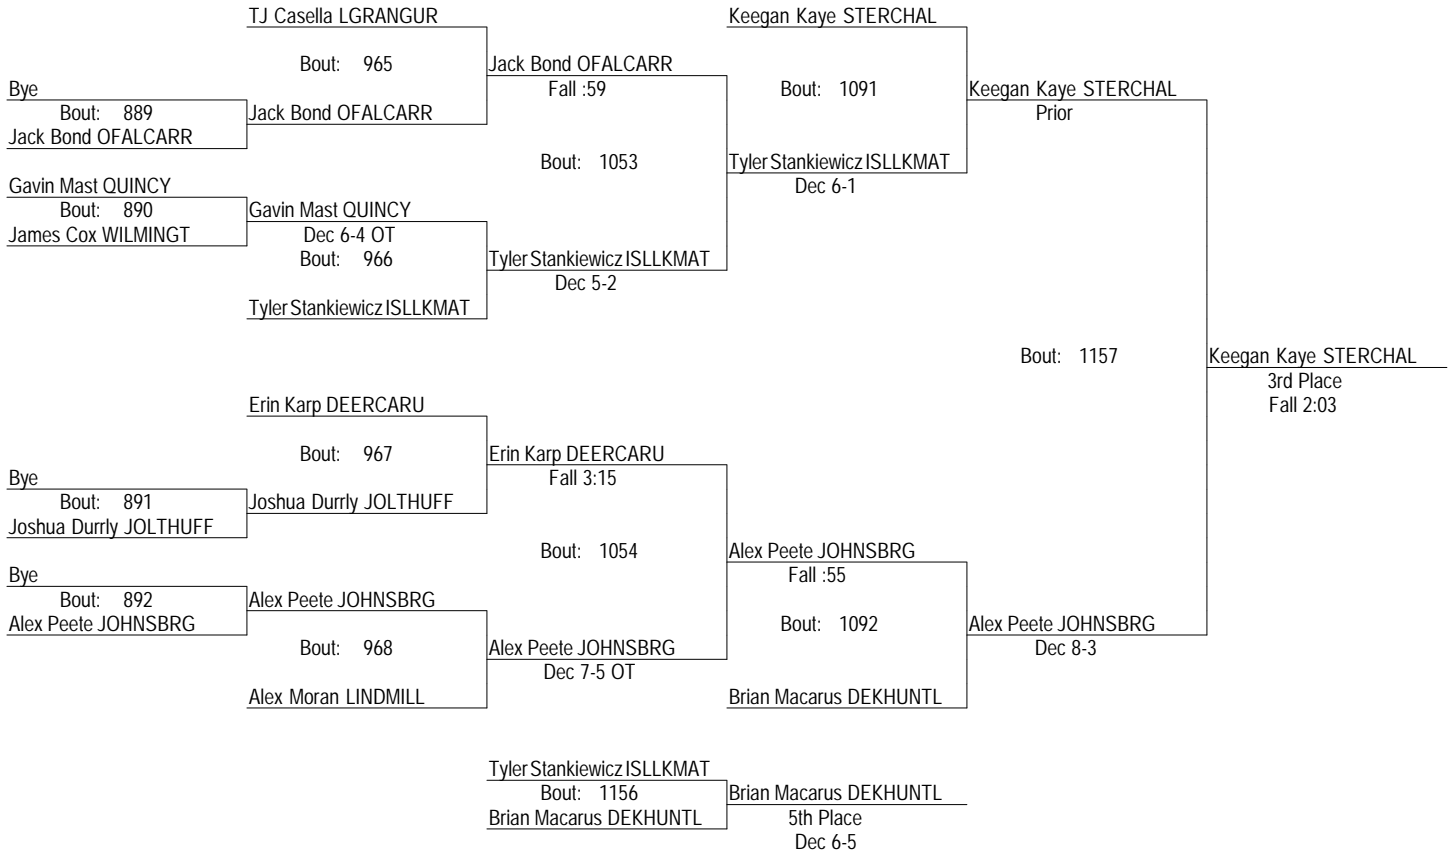 TJ Casella LGRANGUR
Keegan Kaye STERCHAL
Bout: 965
Jack Bond OFALCARR
Fall :59
Bye
Bout: 889
Jack Bond OFALCARR
Jack Bond OFALCARR
Bout: 1091
Keegan Kaye STERCHAL
Prior
Bout: 1053
Tyler Stankiewicz ISLLKMAT
Dec 6-1
Gavin Mast QUINCY
Bout: 890
James Cox WILMINGT
Gavin Mast QUINCY
Dec 6-4 OT
Bout: 966
Tyler Stankiewicz ISLLKMAT
Dec 5-2
Tyler Stankiewicz ISLLKMAT
Bout: 1157
Keegan Kaye STERCHAL
3rd Place
Fall 2:03
Erin Karp DEERCARU
Bout: 967
Erin Karp DEERCARU
Fall 3:15
Bye
Bout: 891
Joshua Durrly JOLTHUFF
Joshua Durrly JOLTHUFF
Bout: 1054
Alex Peete JOHNSBRG
Fall :55
Bye
Bout: 892
Alex Peete JOHNSBRG
Alex Peete JOHNSBRG
Bout: 968
Alex Peete JOHNSBRG
Dec 7-5 OT
Bout: 1092
Alex Peete JOHNSBRG
Dec 8-3
Alex Moran LINDMILL
Brian Macarus DEKHUNTL
Tyler Stankiewicz ISLLKMAT
Bout: 1156
Brian Macarus DEKHUNTL
Brian Macarus DEKHUNTL
5th Place
Dec 6-5